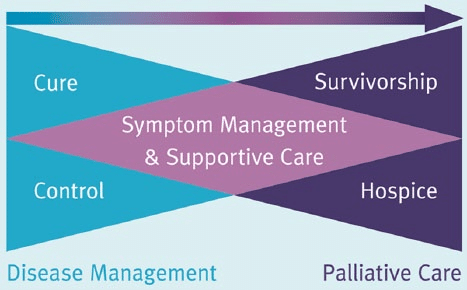 Cure
Survivorship
Symptom Management
& Supportive Care
Control
Hospice
Disease Management
Palliative Care